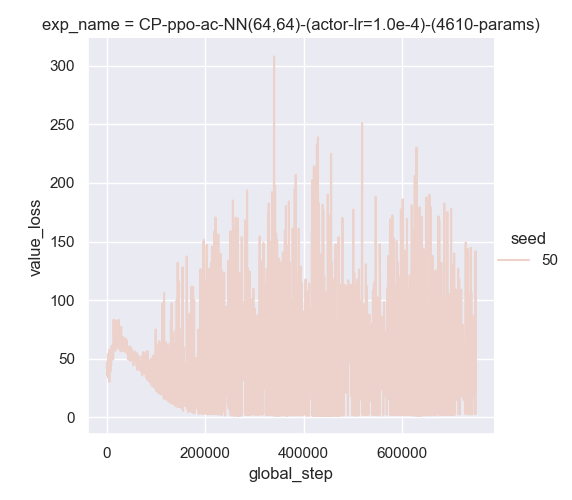 exp_name = CP-ppo-ac-NN(64,64)-(actor-lr=1.0e-4)-(4610-params)
300
250
200
150
100
50
0
value_loss
0 200000 400000 600000
global_step
seed
50